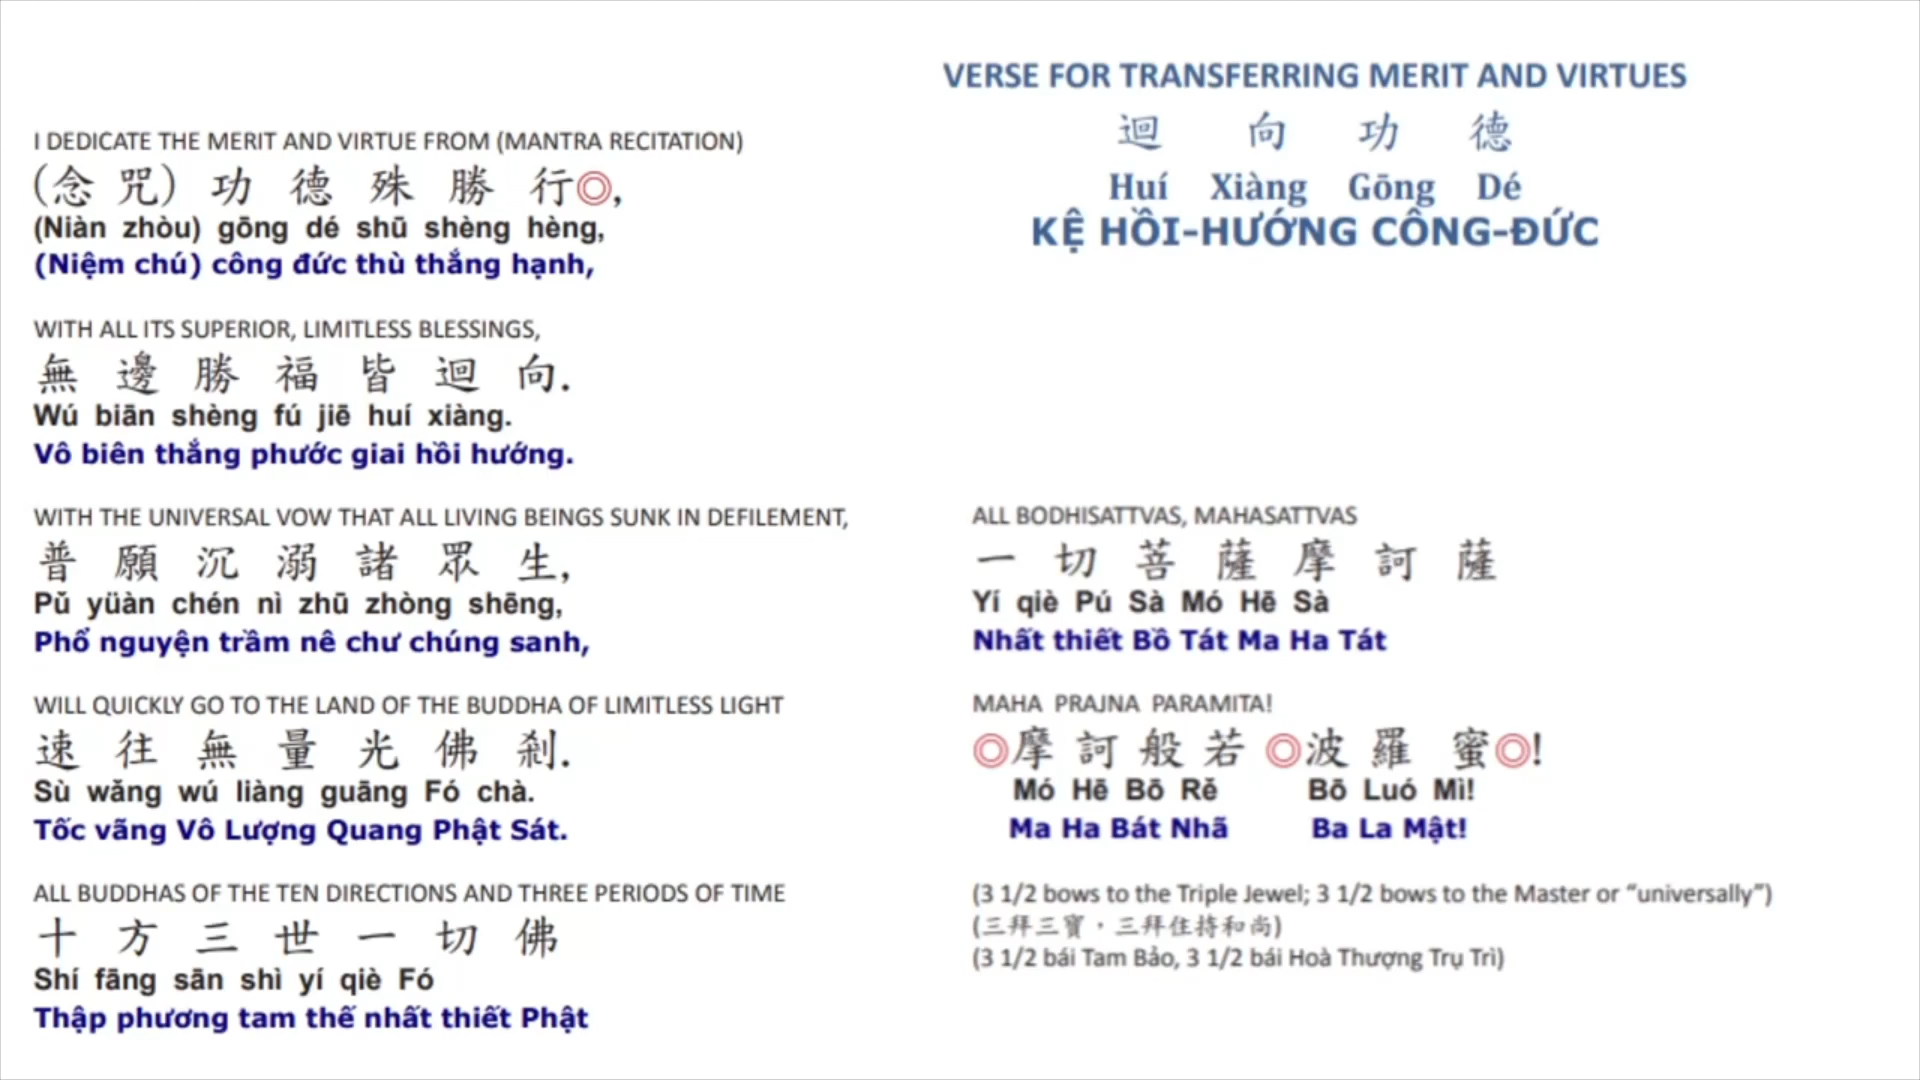 VERSE FOR TRANSFERRING MERIT AND VIRTUES
迴 向 功 德
Huí Xiàng Gōng Dé
KỆ HỒI-HƯỚNG CÔNG-ĐỨC
I DEDICATE THE MERIT AND VIRTUE FROM (MANTRA RECITATION)
(念 咒) 功 德 殊 勝 行◎,
(Niàn zhòu) gōng dé shū shèng hèng,
(Niệm chú) công đức thù thắng hạnh,
WITH ALL ITS SUPERIOR, LIMITLESS BLESSINGS,
無 邊 勝 福 皆 迴 向.
Wú biān shèng fú jiē huí xiàng.
Vô biên thắng phước giai hồi hướng.
WITH THE UNIVERSAL VOW THAT ALL LIVING BEINGS SUNK IN DEFILEMENT,
普 願 沉 溺 諸 眾 生,
Pǔ yüàn chén nì zhū zhòng shēng,
Phổ nguyện trầm nê chư chúng sanh,
WILL QUICKLY GO TO THE LAND OF THE BUDDHA OF LIMITLESS LIGHT
速 往 無 量 光 佛 剎.
Sù wǎng wú liàng guāng Fó chà.
Tốc vãng Vô Lượng Quang Phật Sát.
ALL BUDDHAS OF THE TEN DIRECTIONS AND THREE PERIODS OF TIME
十 方 三 世 一 切 佛
Shí fāng sān shì yí qiè Fó
Thập phương tam thế nhất thiết Phật
ALL BODHISATTVAS, MAHASATTVAS
一 切 菩 薩 摩 訶 薩
Yí qiè Pú Sà Mó Hē Sà
Nhất thiết Bồ Tát Ma Ha Tát
MAHA PRAJNA PARAMITA!
◎摩 訶 般 若 ◎波 羅 蜜◎!
Mó Hē Bō Rě Bō Luó Mì!
Ma Ha Bát Nhã Ba La Mật!
(3 1/2 bows to the Triple Jewel; 3 1/2 bows to the Master or “universally”)
(三拜三寶，三拜住持和尚)
(3 1/2 bái Tam Bảo, 3 1/2 bái Hoà Thượng Trụ Trì)